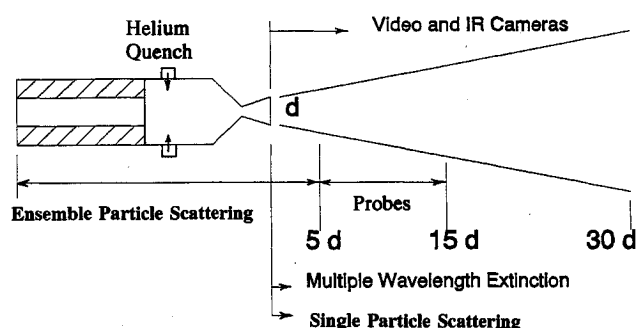 Helium
Quench
Video and IR Cameras
d
Ensemble Particle Scattering
Probes
5 d
15 d
30 d
Multiple Wavelength Extinction
Single Particle Scattering